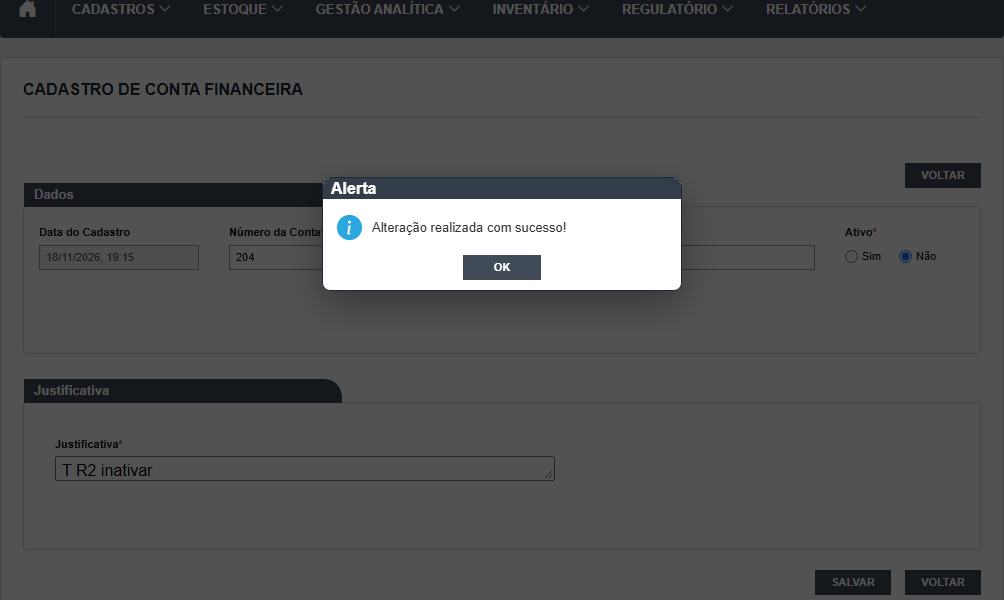 CADASTROS ESTOQUE GESTÃO ANALÍTICA INVENTÁRIO REGULATÓRIO RELATÓRIOS
CADASTRO DE CONTA FINANCEIRA
VOLTAR
Dados
Data do Cadastro Número da Conta Ativo*
18/11/2026, 19:15 204 Sim Não
Alerta
i Alteração realizada com sucesso!
OK
Justificativa
Justificativa*
T R2 inativar
SALVAR VOLTAR